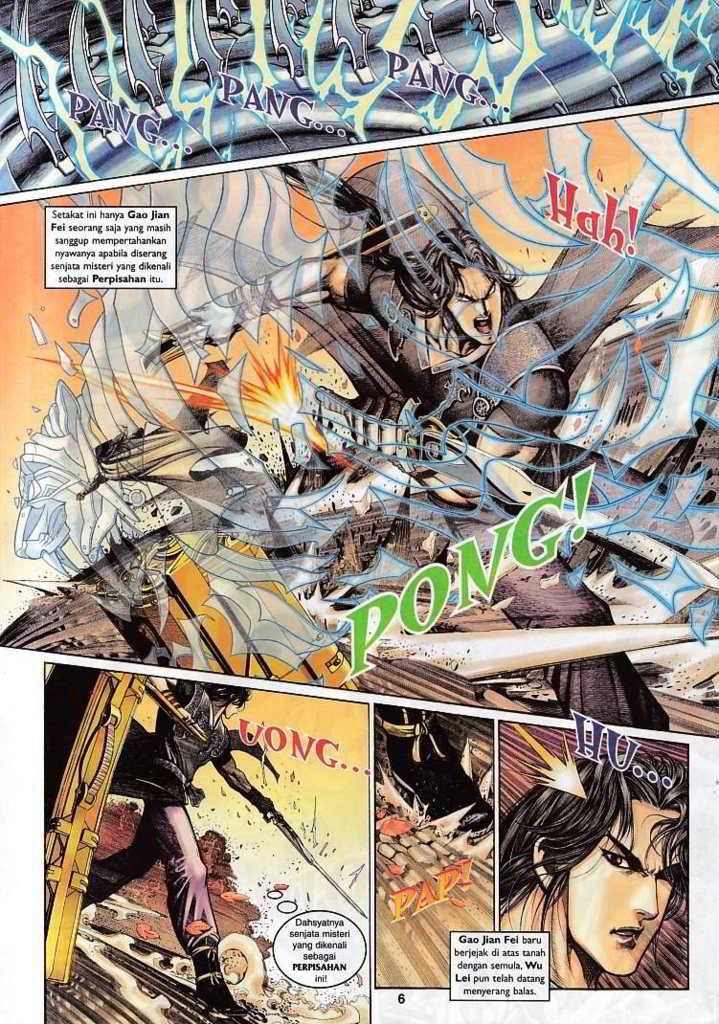 PANG...
PANG...
PANG...
Setakat ini hanya Gao Jian
Fei seorang saja yang masih
sanggup mempertahankan
nyawanya apabila diserang
senjata misteri yang dikenali
sebagai Perpisahan itu.
Hah!
PONG!
UONG...
Dahsyatnya
senjata misteri
yang dikenali
sebagai
PERPISAHAN
ini!
PAP!
HU...
Gao Jian Fei baru
berjejak di atas tanah
dengan semula, Wu
Lei pun telah datang
menyerang balas.
6